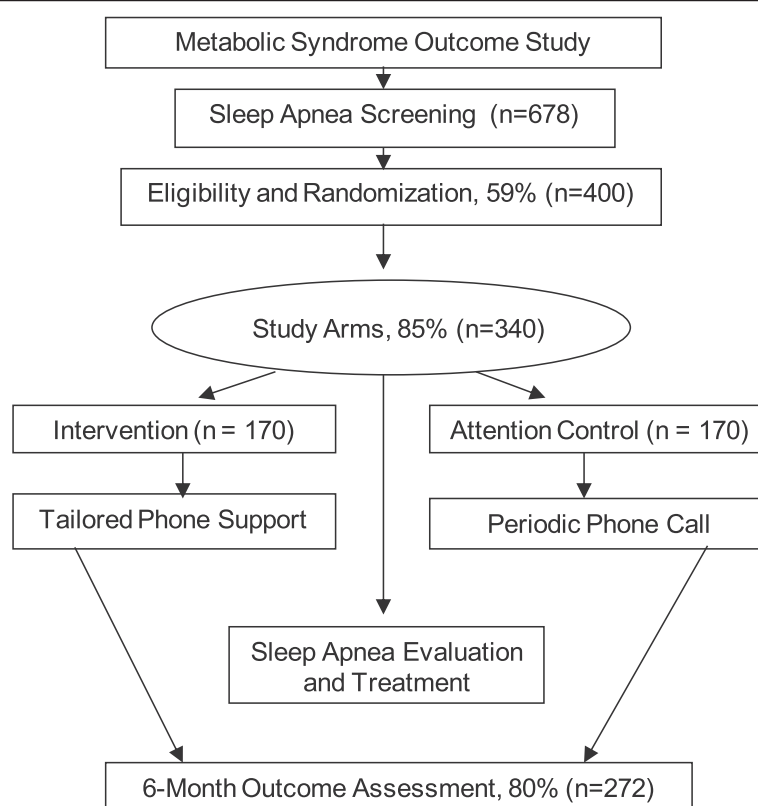 Metabolic Syndrome Outcome Study
Sleep Apnea Screening (n=678)
Eligibility and Randomization, 59% (n=400)
Study Arms, 85% (n=340)
Intervention (n = 170)
Attention Control (n = 170)
Tailored Phone Support
Periodic Phone Call
Sleep Apnea Evaluation
and Treatment
6-Month Outcome Assessment, 80% (n=272)